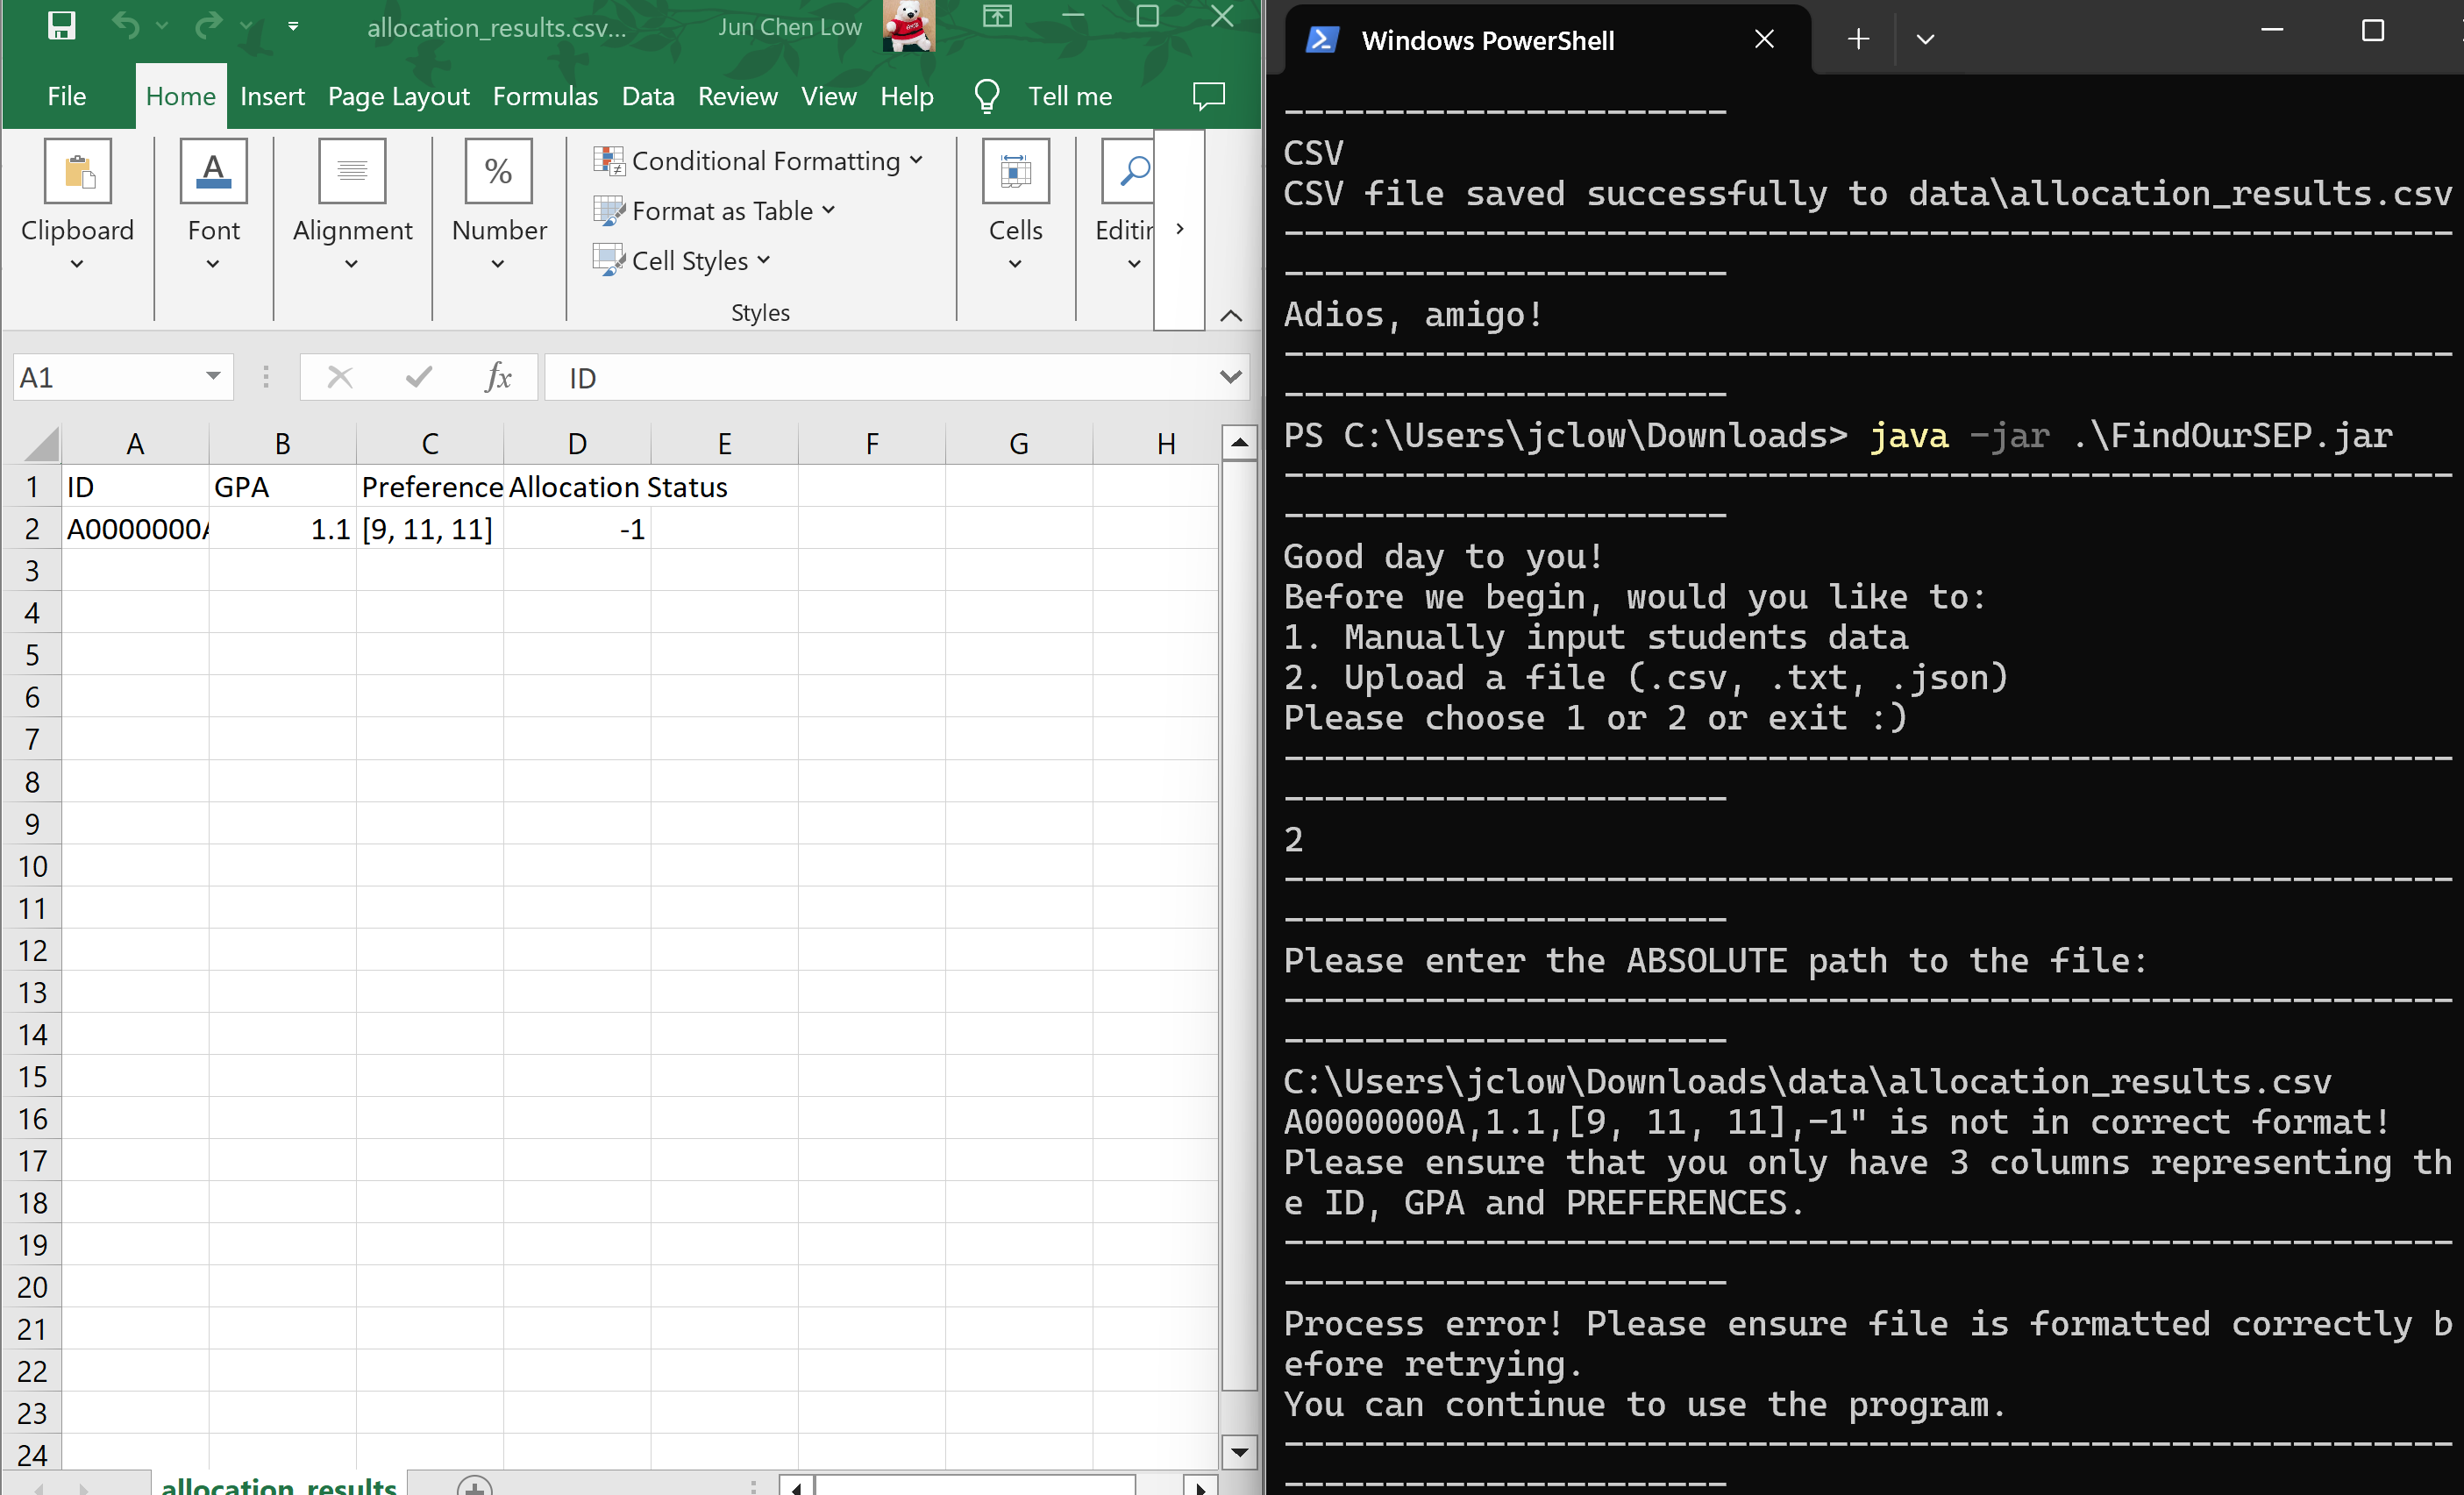 allocation_results.csv...
Jun Chen Low
File
Home
Insert
Page Layout
Formulas
Data
Review
View
Help
Tell me
Clipboard
Font
Alignment
Number
Conditional Formatting
Format as Table
Cell Styles
Styles
Cells
A1
fx
ID
A B C D E F G H
1 ID GPA Preference Allocation Status
2 A0000000A 1.1 [9, 11, 11] -1
3
4
5
6
7
8
9
10
11
12
13
14
15
16
17
18
19
20
21
22
23
24
allocation_results
Windows PowerShell
----------------------
CSV
CSV file saved successfully to data\allocation_results.csv
----------------------------------------------------------
----------------------
Adios, amigo!
----------------------------------------------------------
----------------------
PS C:\Users\jclow\Downloads> java -jar .\FindOurSEP.jar
----------------------------------------------------------
----------------------
Good day to you!
Before we begin, would you like to:
1. Manually input students data
2. Upload a file (.csv, .txt, .json)
Please choose 1 or 2 or exit :)
----------------------------------------------------------
----------------------
2
----------------------------------------------------------
----------------------
Please enter the ABSOLUTE path to the file:
----------------------------------------------------------
----------------------
C:\Users\jclow\Downloads\data\allocation_results.csv
A0000000A,1.1,[9, 11, 11],-1" is not in correct format!
Please ensure that you only have 3 columns representing th
e ID, GPA and PREFERENCES.
----------------------------------------------------------
----------------------
Process error! Please ensure file is formatted correctly b
efore retrying.
You can continue to use the program.
----------------------------------------------------------
----------------------